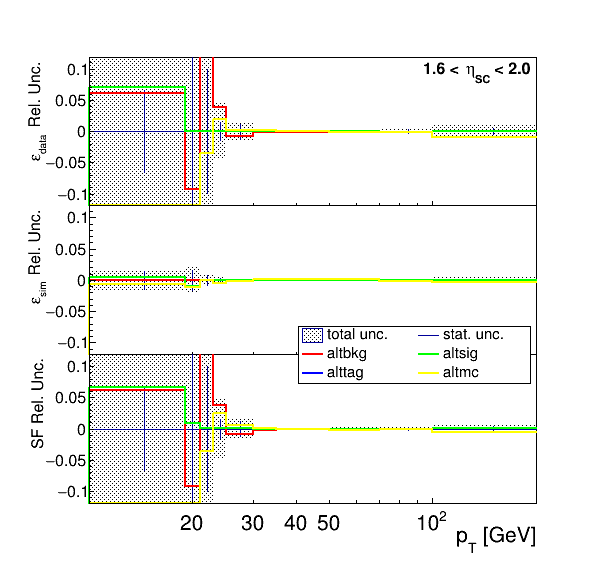 1.6 < η_SC < 2.0
ε_data Rel. Unc.
0.1
0.05
0
−0.05
−0.1
ε_sim Rel. Unc.
0.1
0.05
0
−0.05
−0.1
total unc. stat. unc.
altbkg altsig
alttag altmc
SF Rel. Unc.
0.1
0.05
0
−0.05
−0.1
20 30 40 50 10²
p_T [GeV]